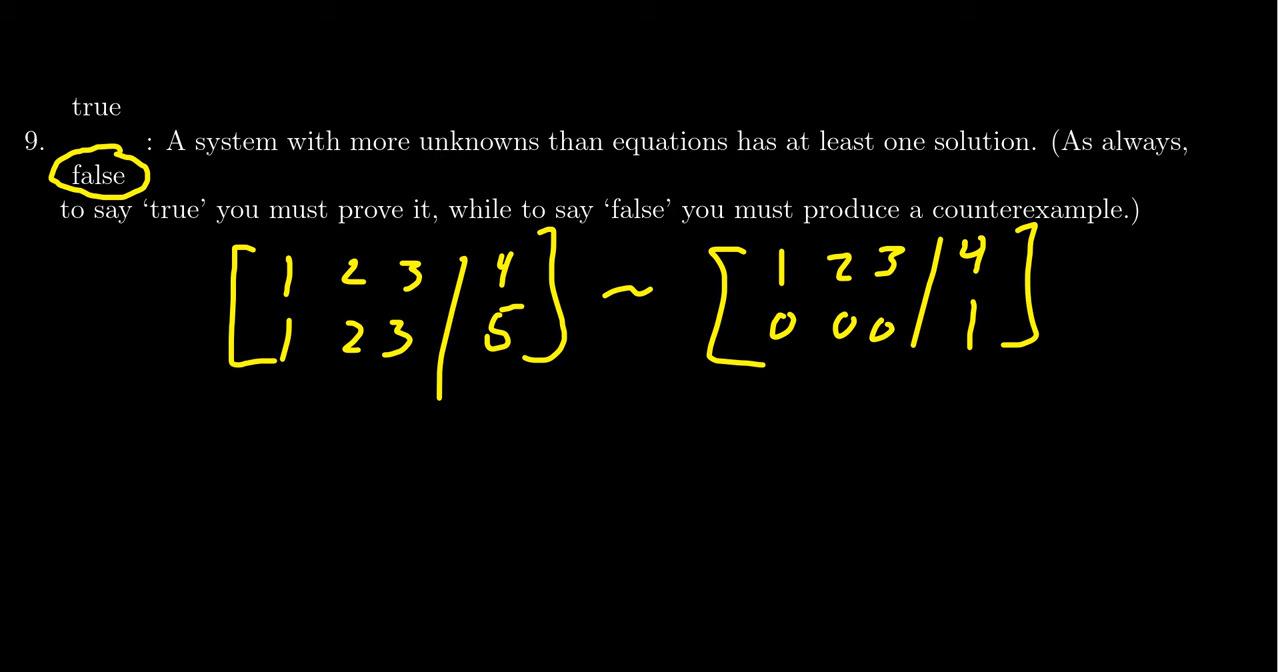 true
9. : A system with more unknowns than equations has at least one solution. (As always,
false
to say ‘true’ you must prove it, while to say ‘false’ you must produce a counterexample.)
[ 1 2 3 / 4 ] ~ [ 1 2 3 / 4 ]
[ 1 2 3 / 5 ] [ 0 0 0 / 1 ]